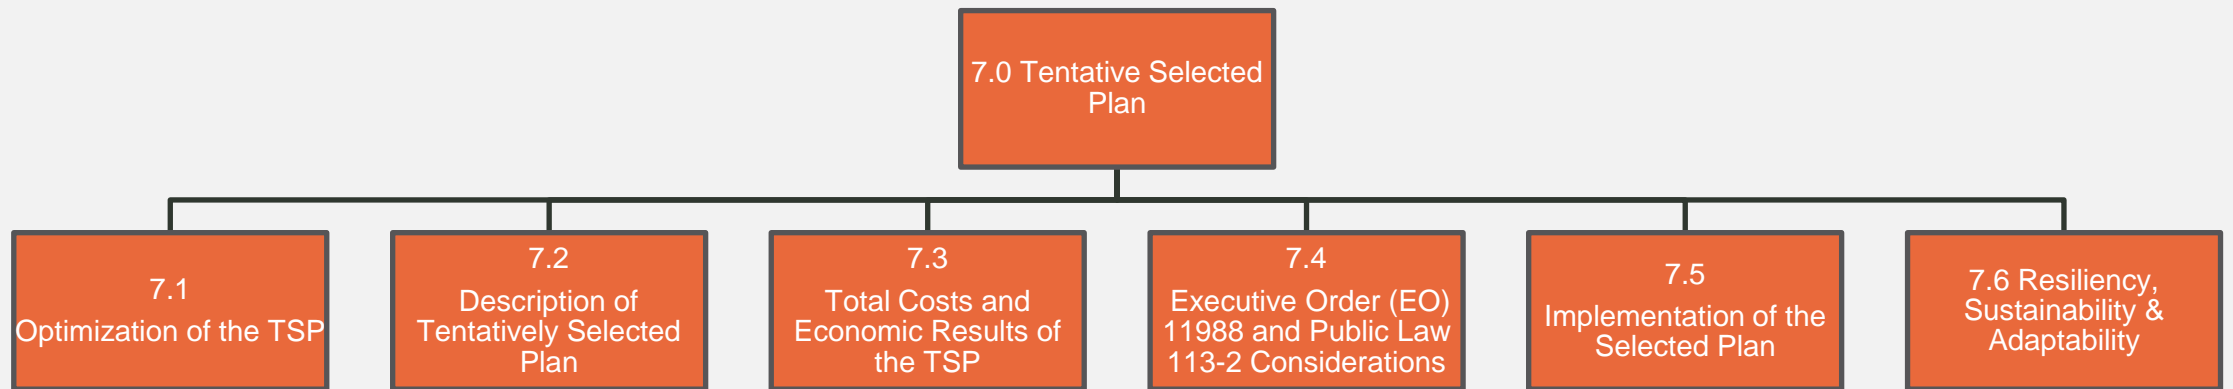 7.0 Tentative Selected
Plan
7.1
Optimization of the TSP
7.2
Description of
Tentatively Selected
Plan
7.3
Total Costs and
Economic Results of
the TSP
7.4
Executive Order (EO)
11988 and Public Law
113-2 Considerations
7.5
Implementation of the
Selected Plan
7.6 Resiliency,
Sustainability &
Adaptability